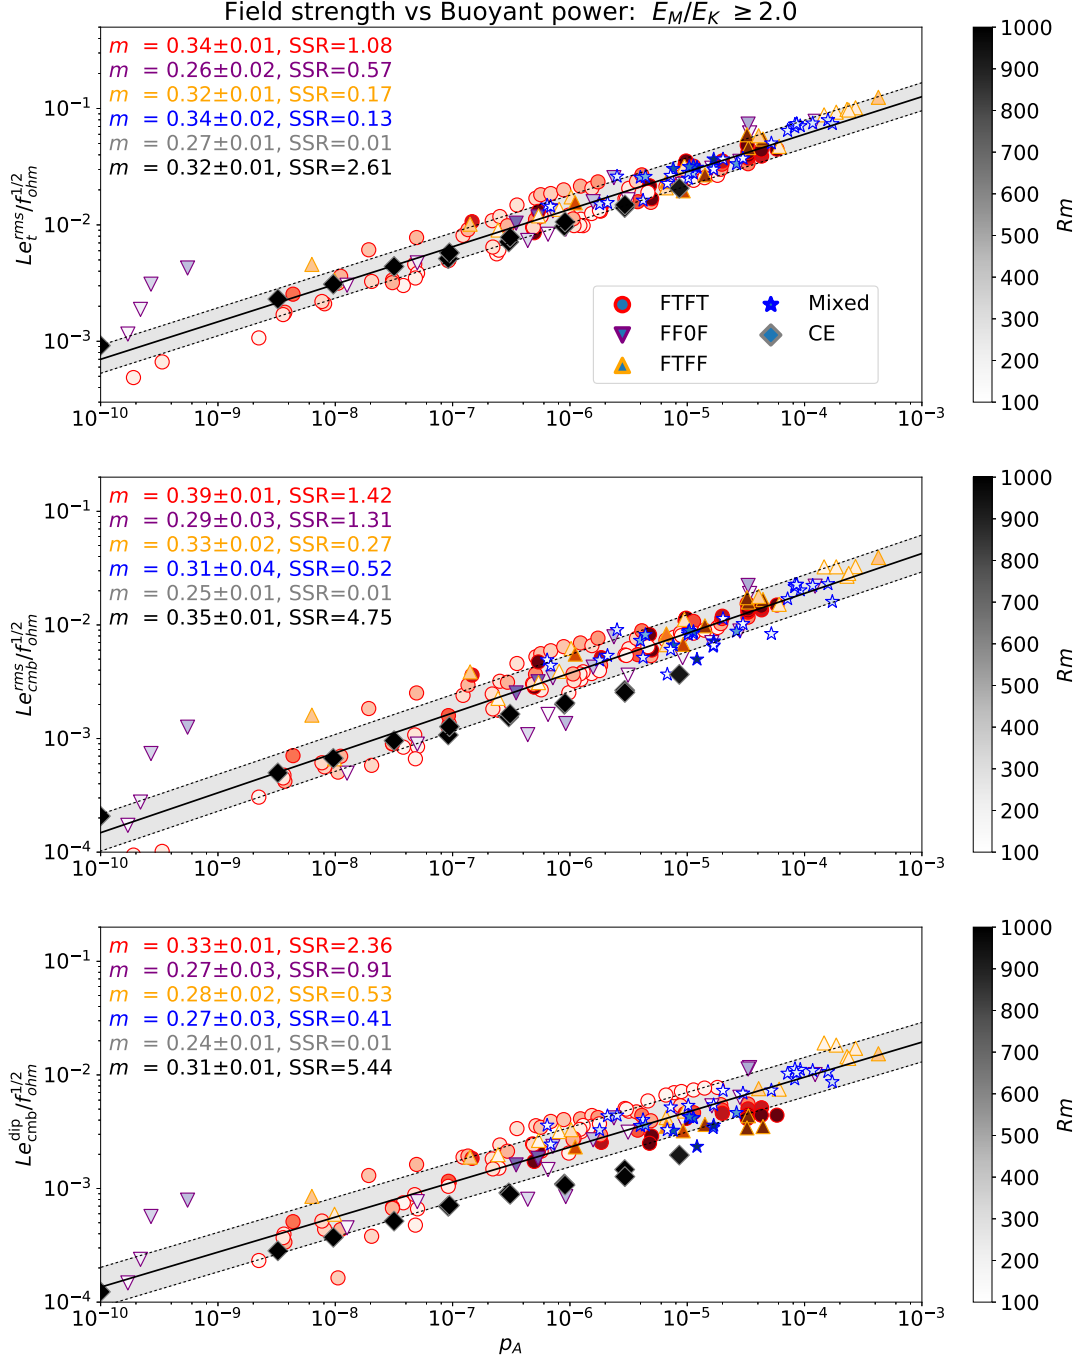 Field strength vs Buoyant power: E_M/E_K ≥ 2.0
m = 0.34±0.01, SSR=1.08
m = 0.26±0.02, SSR=0.57
m = 0.32±0.01, SSR=0.17
m = 0.34±0.02, SSR=0.13
m = 0.27±0.01, SSR=0.01
m = 0.32±0.01, SSR=2.61
Le_t^{rms}/f_{ohm}^{1/2}
10^{-1}
10^{-2}
10^{-3}
FTFT
FF0F
FTFF
Mixed
CE
10^{-10} 10^{-9} 10^{-8} 10^{-7} 10^{-6} 10^{-5} 10^{-4} 10^{-3}
1000
900
800
700
600
500
400
300
200
100
Rm
m = 0.39±0.01, SSR=1.42
m = 0.29±0.03, SSR=1.31
m = 0.33±0.02, SSR=0.27
m = 0.31±0.04, SSR=0.52
m = 0.25±0.01, SSR=0.01
m = 0.35±0.01, SSR=4.75
Le_{cmb}^{rms}/f_{ohm}^{1/2}
10^{-1}
10^{-2}
10^{-3}
10^{-4}
10^{-10} 10^{-9} 10^{-8} 10^{-7} 10^{-6} 10^{-5} 10^{-4} 10^{-3}
1000
900
800
700
600
500
400
300
200
100
Rm
m = 0.33±0.01, SSR=2.36
m = 0.27±0.03, SSR=0.91
m = 0.28±0.02, SSR=0.53
m = 0.27±0.03, SSR=0.41
m = 0.24±0.01, SSR=0.01
m = 0.31±0.01, SSR=5.44
Le_{cmb}^{dip}/f_{ohm}^{1/2}
10^{-1}
10^{-2}
10^{-3}
10^{-4}
10^{-10} 10^{-9} 10^{-8} 10^{-7} 10^{-6} 10^{-5} 10^{-4} 10^{-3}
p_A
1000
900
800
700
600
500
400
300
200
100
Rm